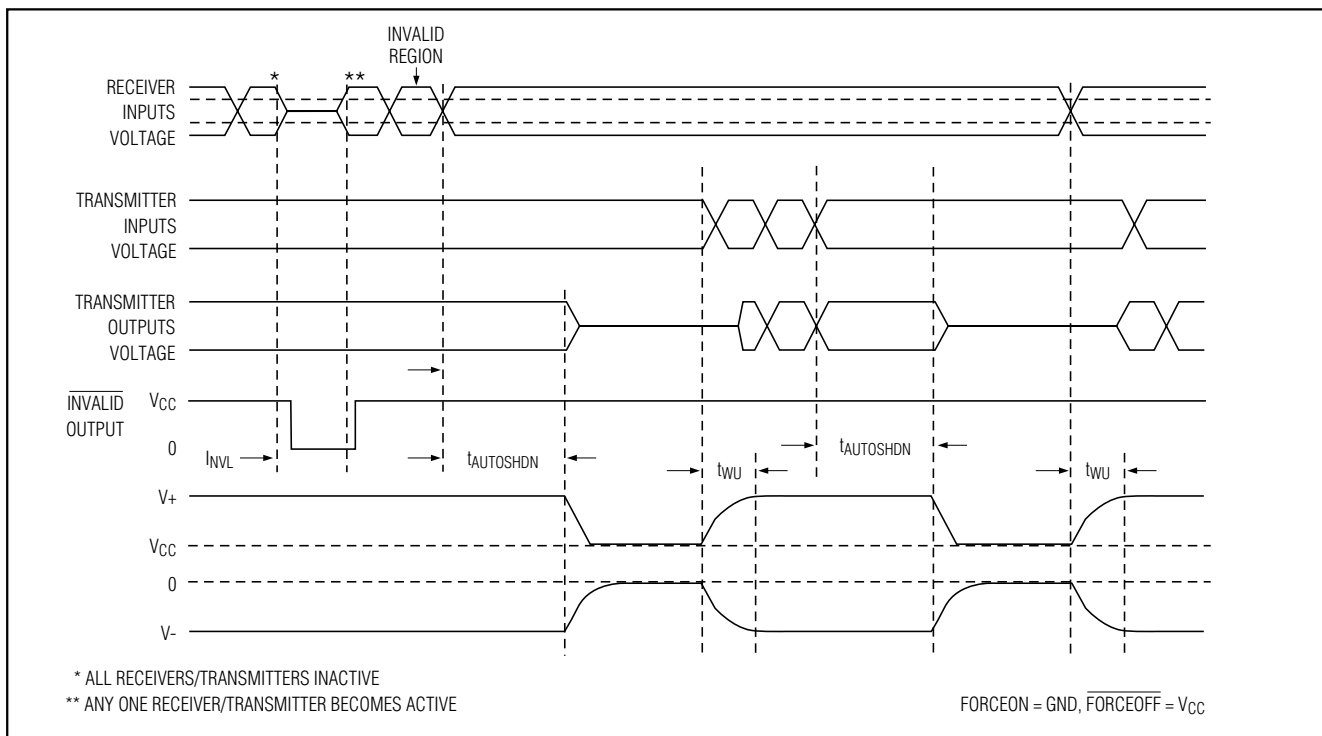 INVALID
REGION
* **
RECEIVER
INPUTS
VOLTAGE
TRANSMITTER
INPUTS
VOLTAGE
TRANSMITTER
OUTPUTS
VOLTAGE
INVALID
OUTPUT
VCC
0
INVL
tAUTOSHDN
tWU
tAUTOSHDN
tWU
V+
VCC
0
V-
* ALL RECEIVERS/TRANSMITTERS INACTIVE
** ANY ONE RECEIVER/TRANSMITTER BECOMES ACTIVE
FORCEON = GND, FORCEOFF = VCC